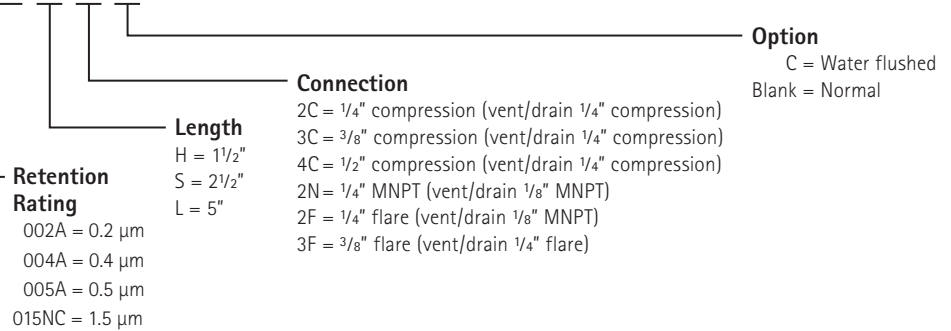 Option
C = Water flushed
Blank = Normal
Connection
2C = 1/4" compression (vent/drain 1/4" compression)
3C = 3/8" compression (vent/drain 1/4" compression)
4C = 1/2" compression (vent/drain 1/4" compression)
2N = 1/4" MNPT (vent/drain 1/8" MNPT)
2F = 1/4" flare (vent/drain 1/8" MNPT)
3F = 3/8" flare (vent/drain 1/4" flare)
Length
H = 11/2"
S = 21/2"
L = 5"
Retention
Rating
002A = 0.2 µm
004A = 0.4 µm
005A = 0.5 µm
015NC = 1.5 µm